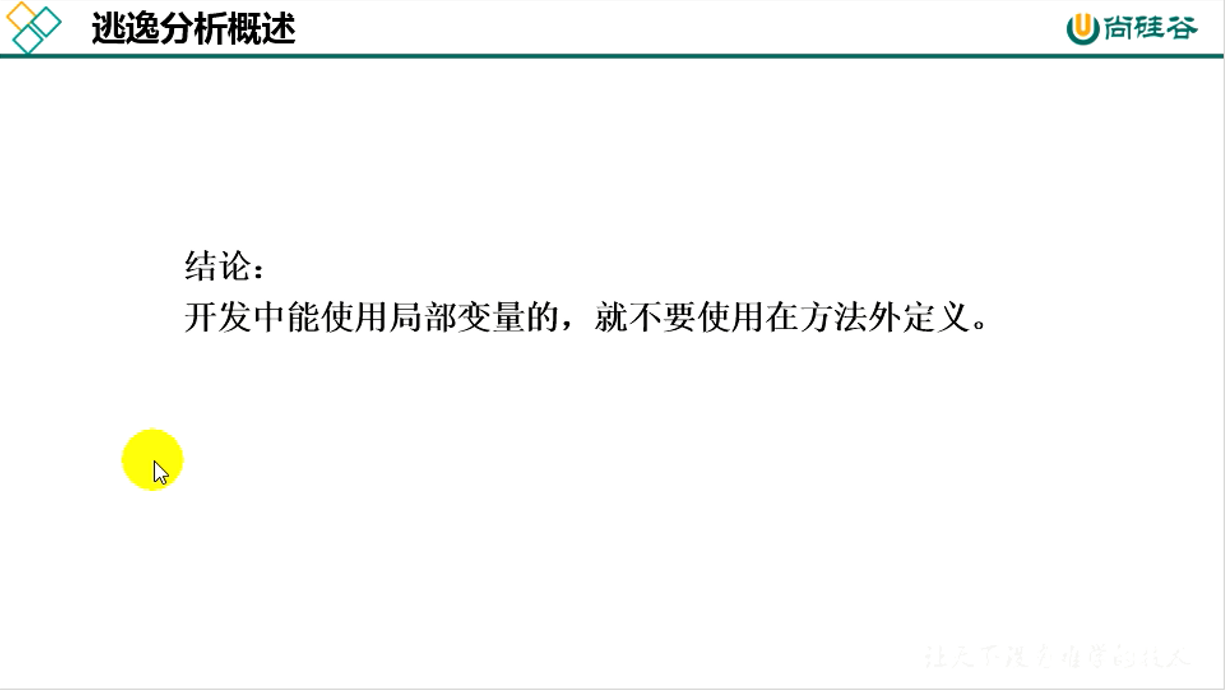 逃逸分析概述
尚硅谷
结论：
开发中能使用局部变量的，就不要使用在方法外定义。
让天下没有难学的技术